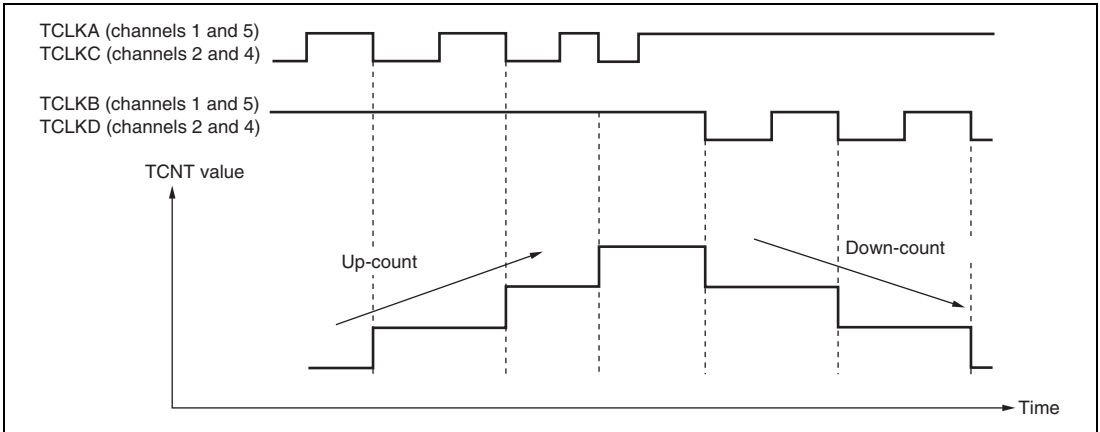 TCLKA (channels 1 and 5)
TCLKC (channels 2 and 4)
TCLKB (channels 1 and 5)
TCLKD (channels 2 and 4)
TCNT value
Up-count
Down-count
Time